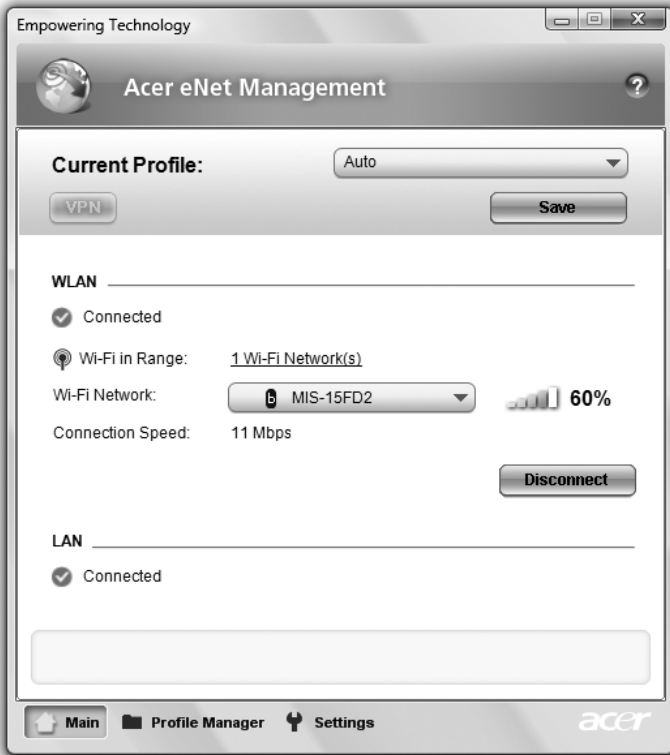 Empowering Technology
Acer eNet Management
?
Current Profile: Auto
VPN Save
WLAN
Connected
Wi-Fi in Range: 1 Wi-Fi Network(s)
Wi-Fi Network: b MIS-15FD2 60%
Connection Speed: 11 Mbps
Disconnect
LAN
Connected
Main Profile Manager Settings acer